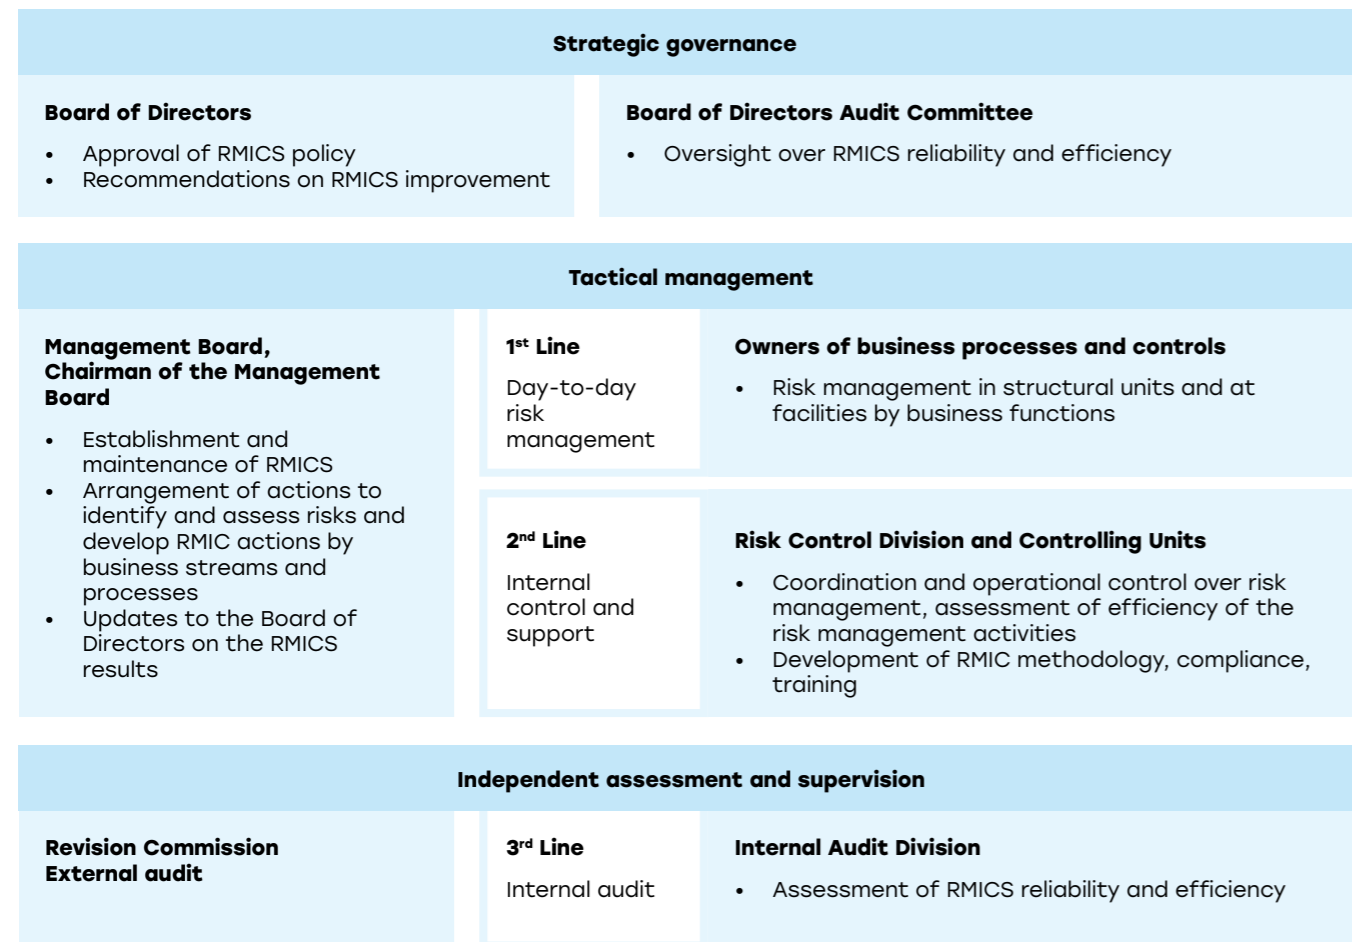 Strategic governance
Board of Directors
• Approval of RMICS policy
• Recommendations on RMICS improvement
Board of Directors Audit Committee
• Oversight over RMICS reliability and efficiency
Tactical management
Management Board,
Chairman of the Management
Board
• Establishment and
maintenance of RMICS
• Arrangement of actions to
identify and assess risks and
develop RMIC actions by
business streams and
processes
• Updates to the Board of
Directors on the RMICS
results
1st Line
Day-to-day
risk
management
Owners of business processes and controls
• Risk management in structural units and at
facilities by business functions
2nd Line
Internal
control and
support
Risk Control Division and Controlling Units
• Coordination and operational control over risk
management, assessment of efficiency of the
risk management activities
• Development of RMIC methodology, compliance,
training
Independent assessment and supervision
Revision Commission
External audit
3rd Line
Internal audit
Internal Audit Division
• Assessment of RMICS reliability and efficiency